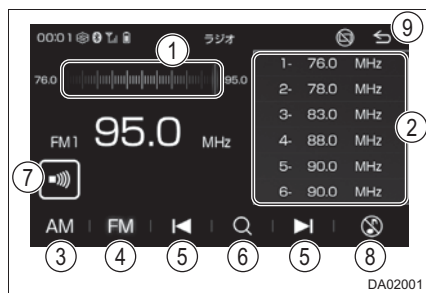 9
00:01 ラジオ
1
76.0 95.0
1- 76.0 MHz
2- 78.0 MHz
3- 83.0 MHz
4- 88.0 MHz
5- 90.0 MHz
6- 90.0 MHz
2
FM1 95.0 MHz
7
AM FM
3 4 5 6 5 8
DA02001